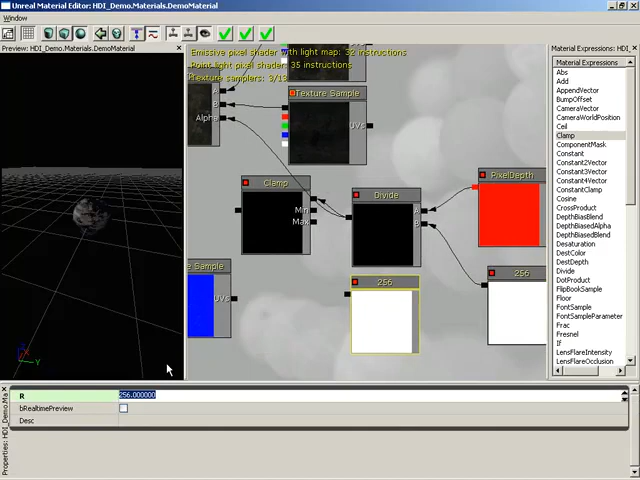 Unreal Material Editor: HDI_Demo.Materials.DemoMaterial
Window
Preview: HDI_Demo.Materials.DemoMaterial
Emissive pixel shader with light map: 32 instructions
Point light pixel shader: 35 instructions
Texture samplers: 3/13
A
B
Alpha
Texture Sample
UVs
Clamp
Min
Max
Divide
A
B
PixelDepth
e Sample
UVs
256
256
Material Expressions: HDI_
Material Expressions
Abs
Add
AppendVector
BumpOffset
CameraVector
CameraWorldPosition
Ceil
Clamp
ComponentMask
Constant
Constant2Vector
Constant3Vector
Constant4Vector
ConstantClamp
Cosine
CrossProduct
DepthBiasBlend
DepthBiasedAlpha
DepthBiasedBlend
Desaturation
DestColor
DestDepth
Divide
DotProduct
FlipBookSample
Floor
FontSample
FontSampleParameter
Frac
Fresnel
If
LensFlareIntensity
LensFlareOcclusion
Properties: HDI_Demo.Ma
R
256.000000
bRealtimePreview
Desc
X
Y